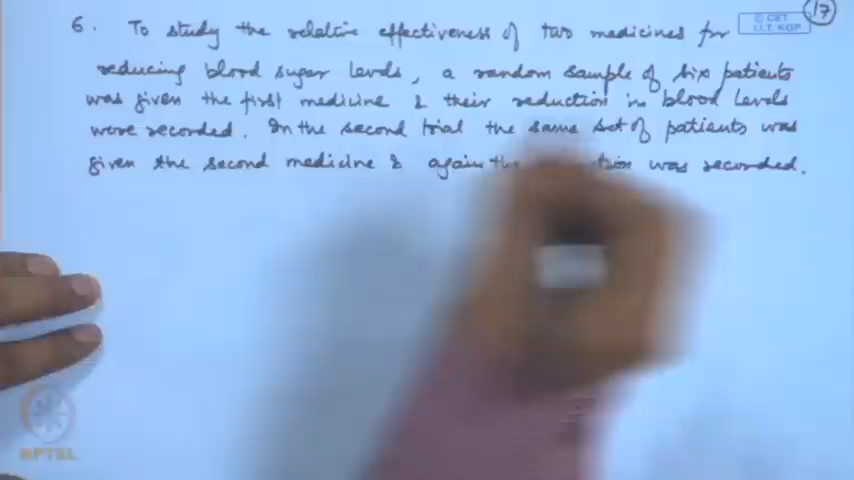 © CET
I.I.T. KGP
17
6. To study the relative effectiveness of two medicines for
reducing blood sugar levels, a random sample of six patients
was given the first medicine & their reduction in blood levels
were recorded. In the second trial the same set of patients was
given the second medicine & again the was recorded.
NPTEL